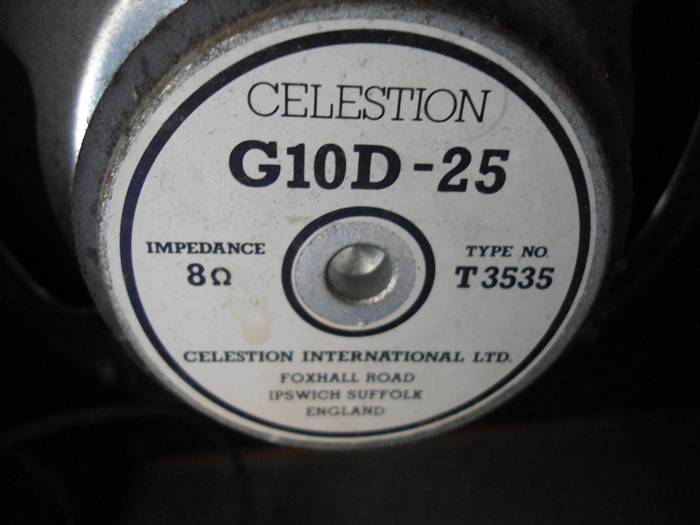 CELESTION
G10D-25
IMPEDANCE
8Ω
TYPE NO.
T3535
CELESTION INTERNATIONAL LTD.
FOXHALL ROAD
IPSWICH SUFFOLK
ENGLAND